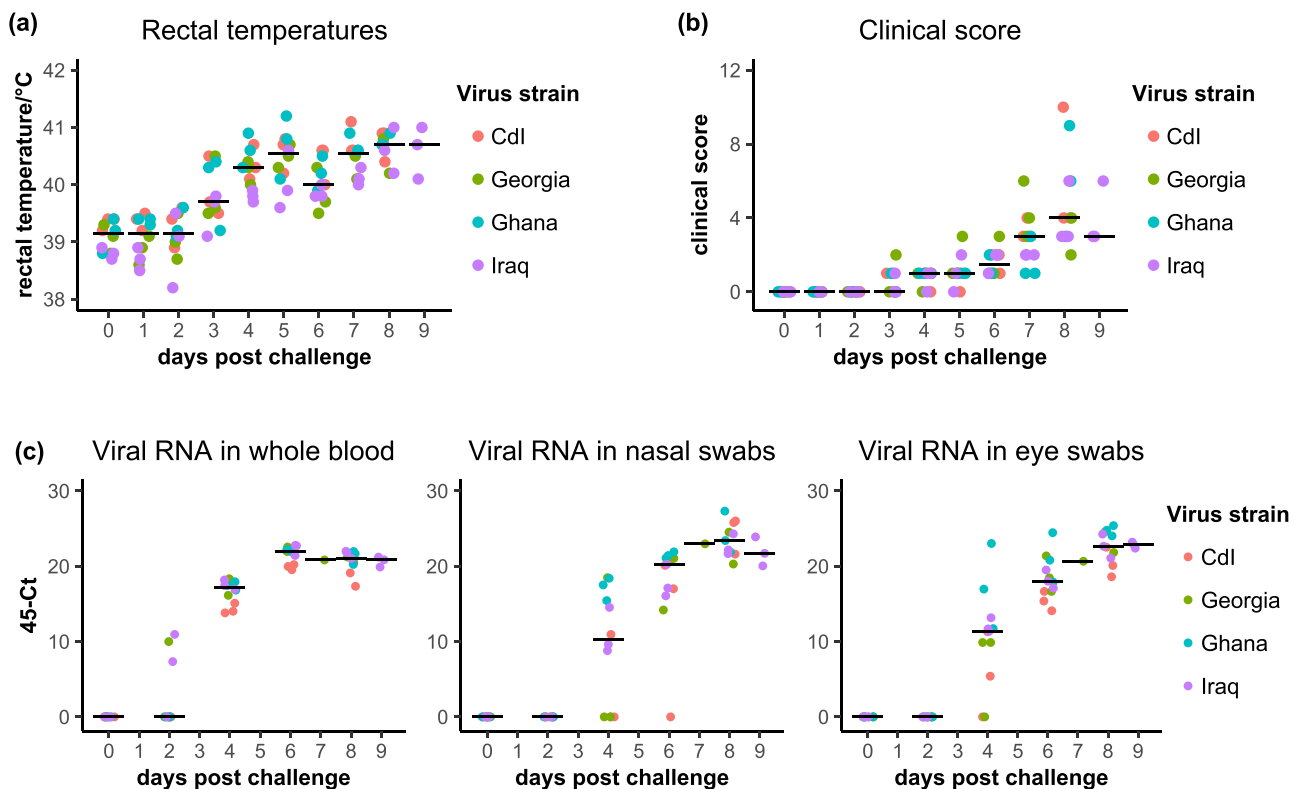 (a)
Rectal temperatures
42
41
40
39
38
rectal temperature/°C
0 1 2 3 4 5 6 7 8 9
days post challenge
Virus strain
CdI
Georgia
Ghana
Iraq
(b)
Clinical score
12
8
4
0
clinical score
0 1 2 3 4 5 6 7 8 9
days post challenge
Virus strain
CdI
Georgia
Ghana
Iraq
(c)
Viral RNA in whole blood
30
20
10
0
45-Ct
0 1 2 3 4 5 6 7 8 9
days post challenge
Viral RNA in nasal swabs
30
20
10
0
0 1 2 3 4 5 6 7 8 9
days post challenge
Viral RNA in eye swabs
30
20
10
0
0 1 2 3 4 5 6 7 8 9
days post challenge
Virus strain
CdI
Georgia
Ghana
Iraq